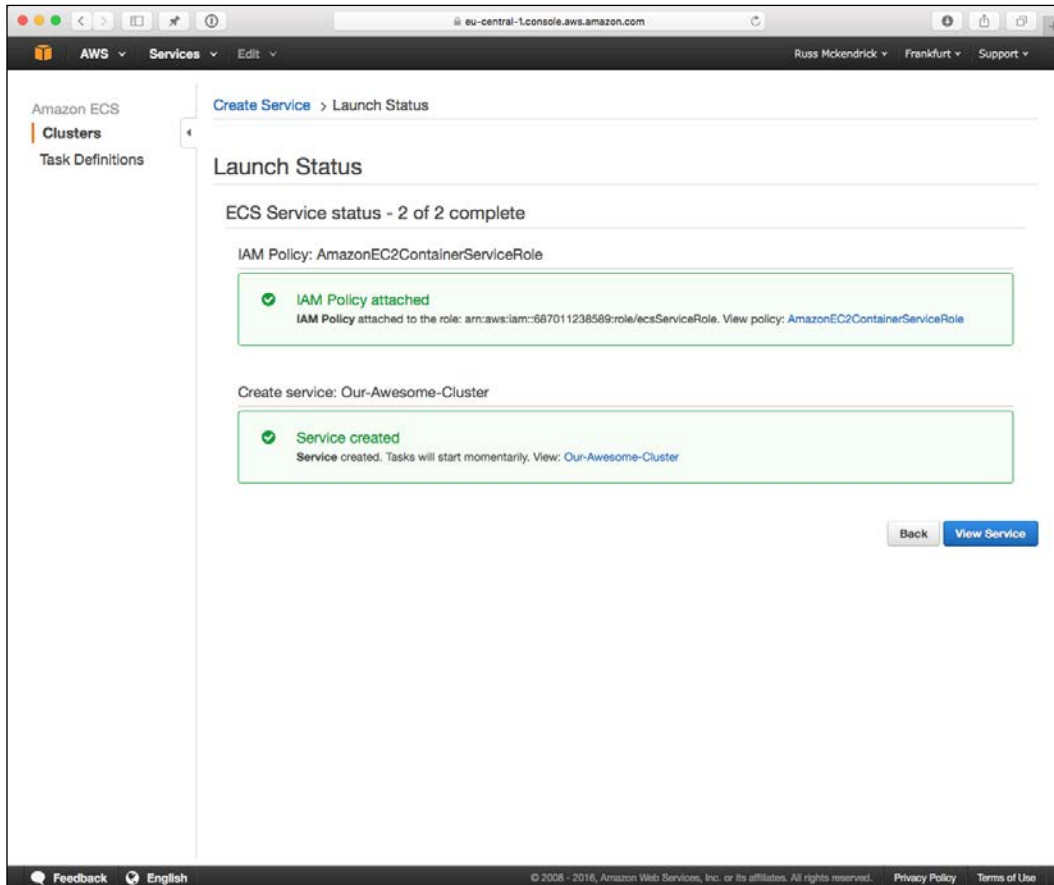 eu-central-1.console.aws.amazon.com
AWS Services Edit Russ Mckendrick Frankfurt Support
Amazon ECS
Clusters
Task Definitions
Create Service > Launch Status
Launch Status
ECS Service status - 2 of 2 complete
IAM Policy: AmazonEC2ContainerServiceRole
IAM Policy attached
IAM Policy attached to the role: arn:aws:iam::687011238589:role/ecsServiceRole. View policy: AmazonEC2ContainerServiceRole
Create service: Our-Awesome-Cluster
Service created
Service created. Tasks will start momentarily. View: Our-Awesome-Cluster
Back View Service
Feedback English © 2008 - 2016, Amazon Web Services, Inc. or its affiliates. All rights reserved. Privacy Policy Terms of Use